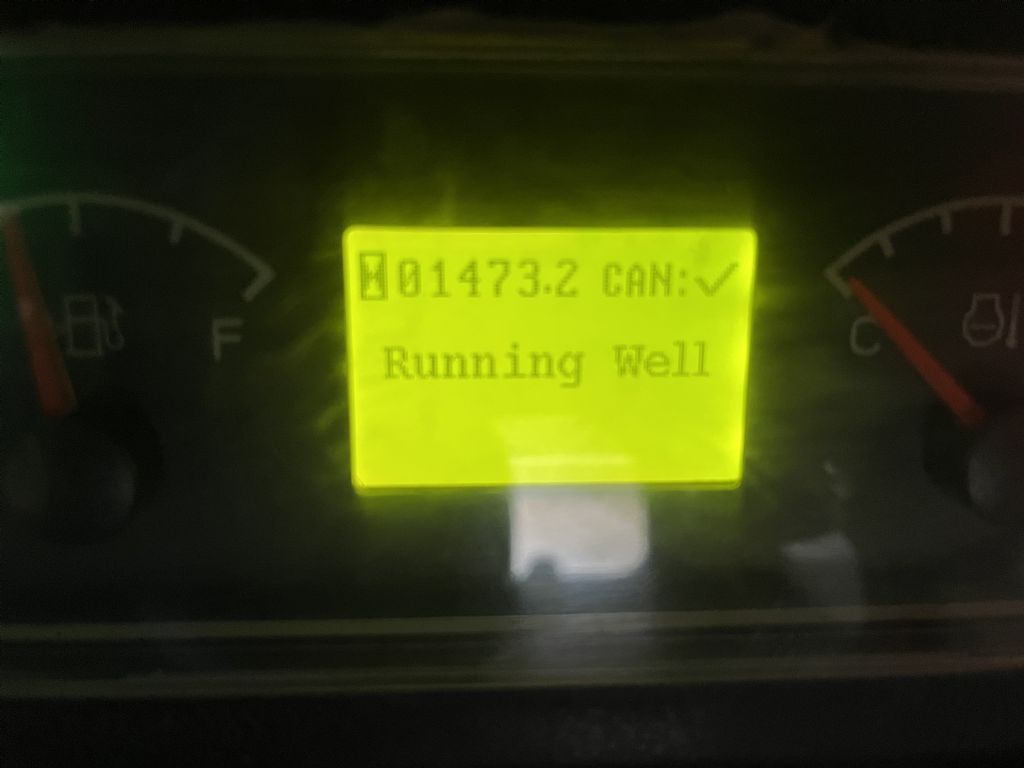 H 01473.2 CAN:✓
Running Well
F
C